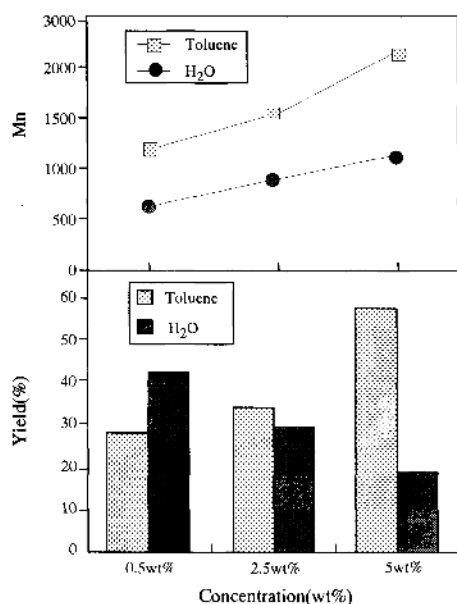 3000
Toluene
H₂O
2000
1500
1000
500
0
Mn
Toluene
H₂O
60
50
40
30
20
10
0
Yield(%)
0.5wt%
2.5wt%
5wt%
Concentration(wt%)